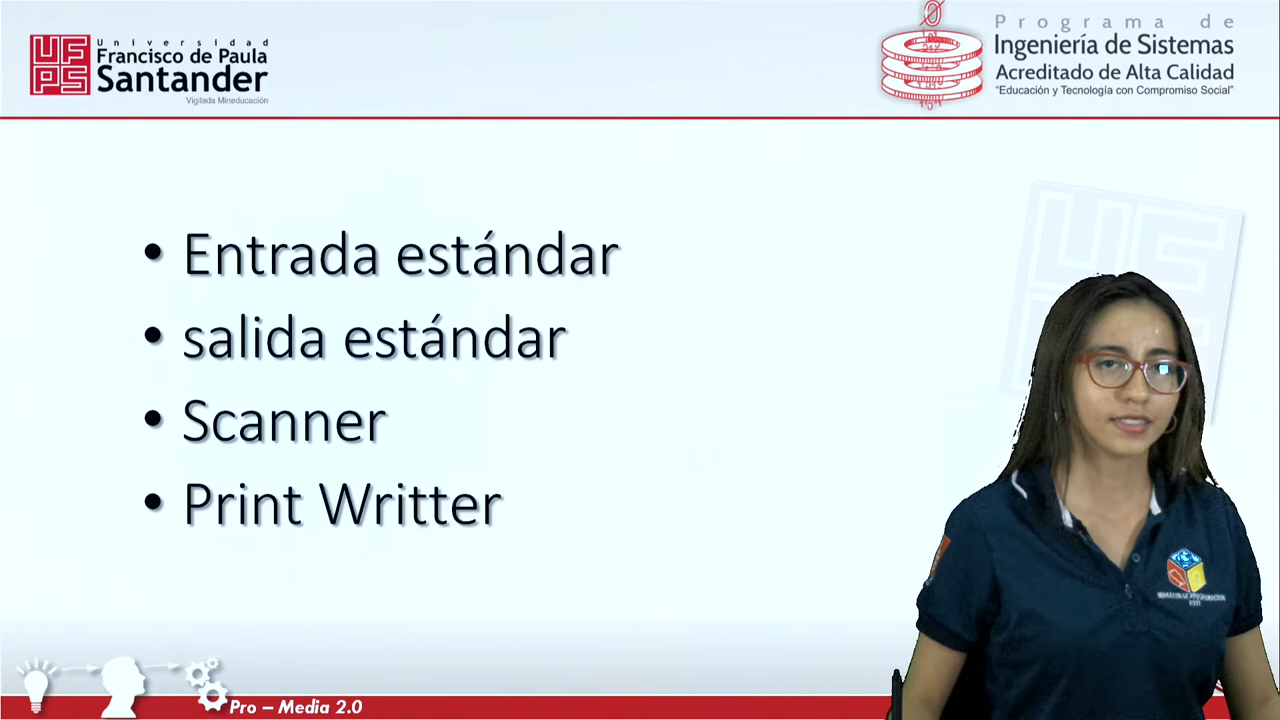 UFPS
Universidad
Francisco de Paula
Santander
Vigilada Mineducación
Programa de
Ingeniería de Sistemas
Acreditado de Alta Calidad
"Educación y Tecnología con Compromiso Social"
• Entrada estándar
• salida estándar
• Scanner
• Print Writter
Pro – Media 2.0